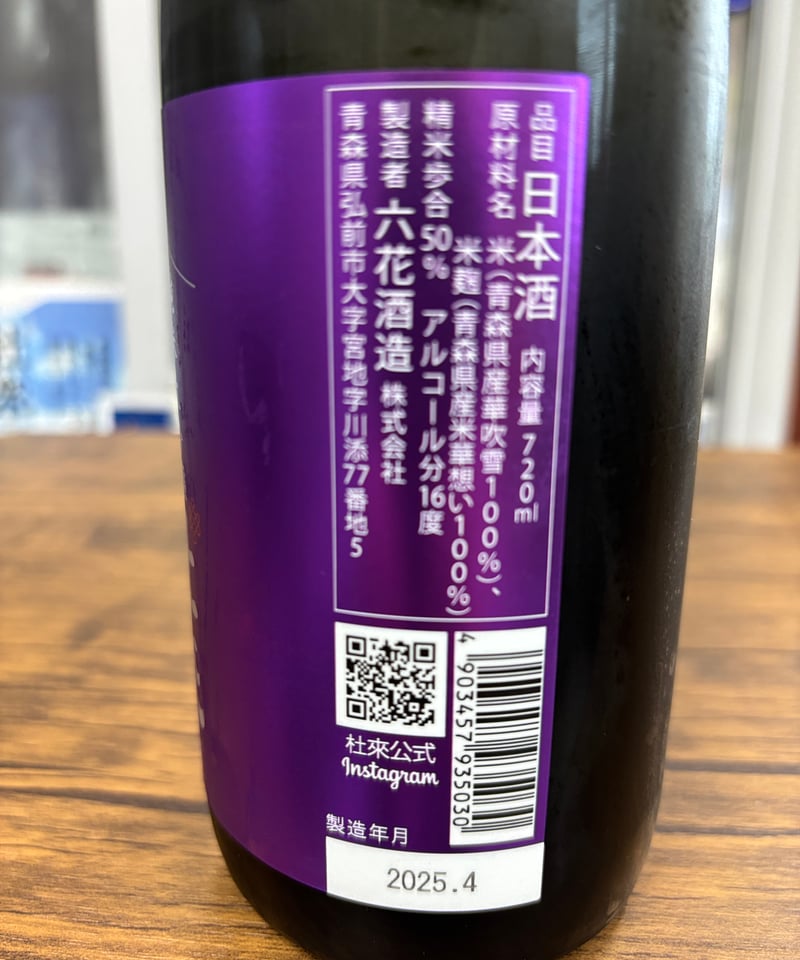 品目 日本酒 内容量 720ml
原材料名 米(青森県産華吹雪100%)、
米麹(青森県産米華想い100%)
精米歩合 50% アルコール分16度
製造者 六花酒造 株式会社
青森県弘前市大字宮地字川添77番地5
4 903457 935030
杜來公式
Instagram
製造年月
2025.4